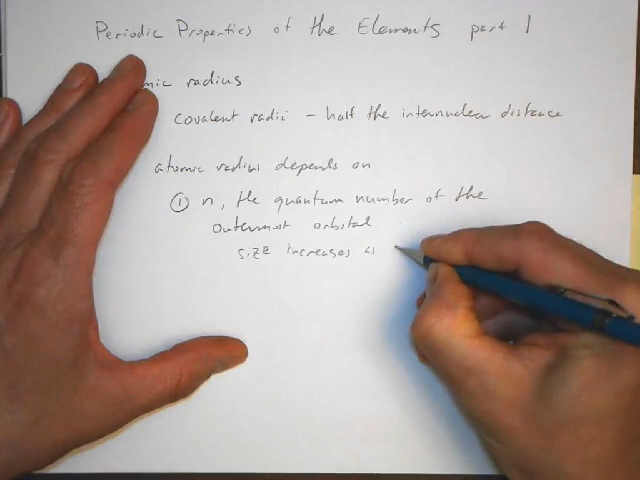 Periodic Properties of the Elements part 1
mic radius
covalent radii - half the internuclear distance
atomic radius depends on
① n, the quantum number of the
outermost orbital
size increases